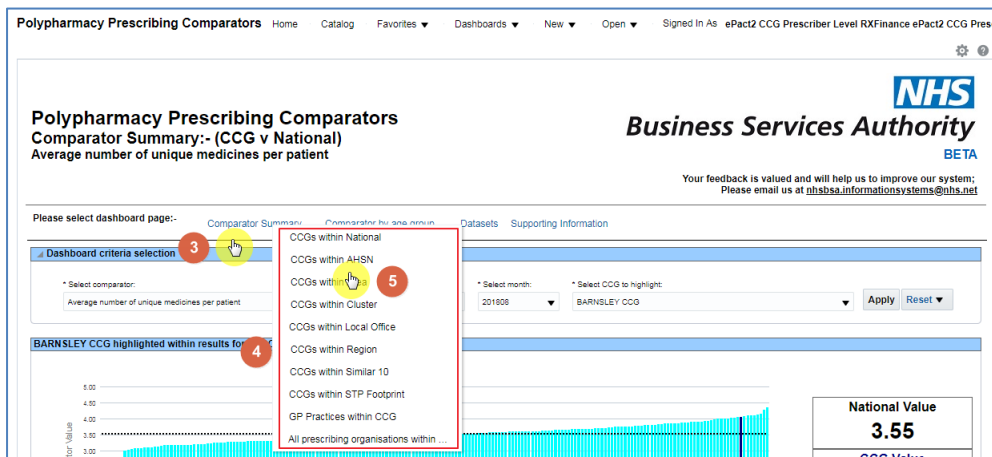 Polypharmacy Prescribing Comparators Home Catalog Favorites Dashboards New Open Signed In As ePact2 CCG Prescriber Level RXFinance ePact2 CCG Pres
NHS
Business Services Authority
BETA
Polypharmacy Prescribing Comparators
Comparator Summary:- (CCG v National)
Average number of unique medicines per patient
Your feedback is valued and will help us to improve our system;
Please email us at nhsbsa.informationsystems@nhs.net
Please select dashboard page:- Comparator Summary Comparator by age group Datasets Supporting Information
3
Dashboard criteria selection
CCGs within National
CCGs within AHSN
CCGs within
5
CCGs within Cluster
CCGs within Local Office
CCGs within Region
CCGs within Similar 10
CCGs within STP Footprint
GP Practices within CCG
All prescribing organisations within ...
* Select comparator:
Average number of unique medicines per patient
* Select month:
201808
* Select CCG to highlight:
BARNSLEY CCG
Apply Reset
BARNSLEY CCG highlighted within results for
4
5.00
4.50
4.00
3.50
3.00
Value
National Value
3.55
CCG Value